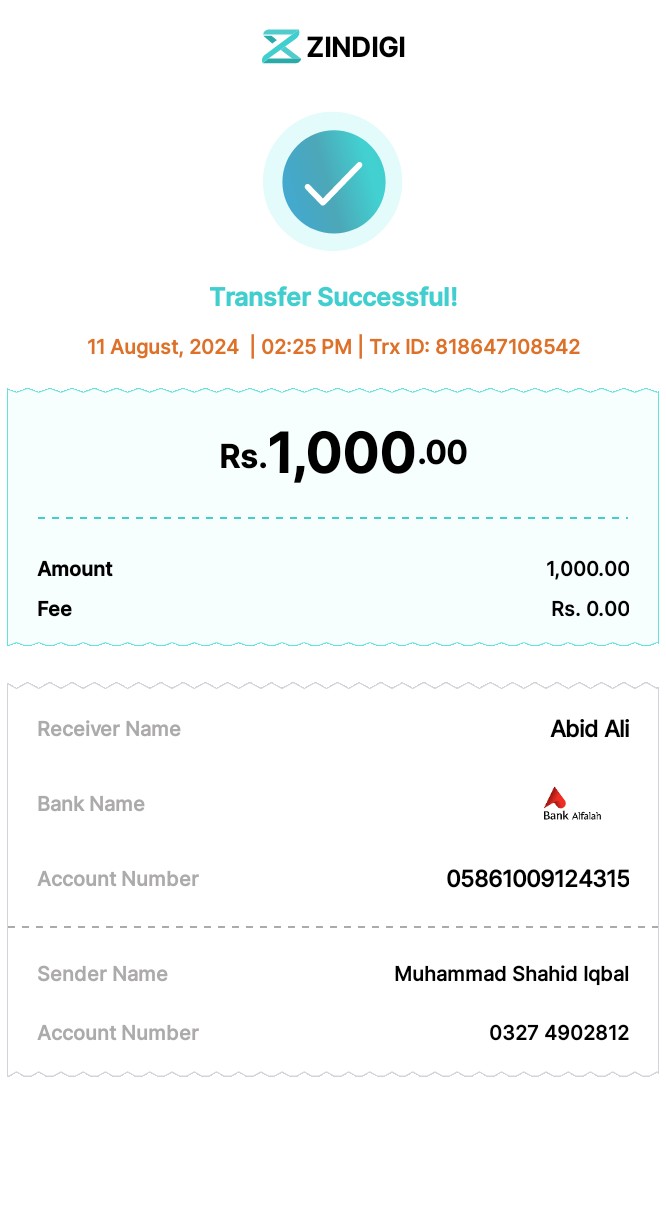 ZINDIGI
Transfer Successful!
11 August, 2024 | 02:25 PM | Trx ID: 818647108542
Rs.1,000.00
Amount 1,000.00
Fee Rs. 0.00
Receiver Name Abid Ali
Bank Name Bank Alfalah
Account Number 05861009124315
Sender Name Muhammad Shahid Iqbal
Account Number 0327 4902812